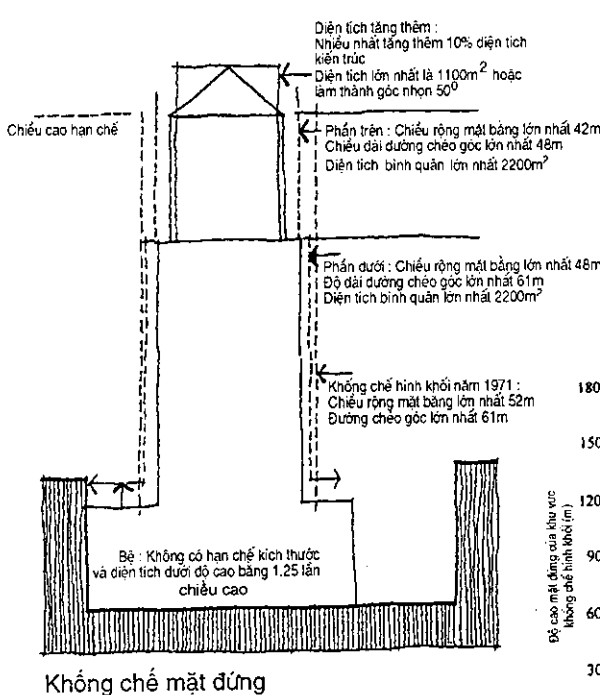 Diện tích tăng thêm :
Nhiều nhất tăng thêm 10% diện tích
kiến trúc
Diện tích lớn nhất là 1100m² hoặc
làm thành góc nhọn 50⁰
Chiều cao hạn chế
Phần trên : Chiều rộng mặt bằng lớn nhất 42m
Chiều dài đường chéo góc lớn nhất 48m
Diện tích bình quân lớn nhất 2200m²
Phần dưới : Chiều rộng mặt bằng lớn nhất 48m
Độ dài đường chéo góc lớn nhất 61m
Diện tích bình quân lớn nhất 2200m²
Khống chế hình khối năm 1971 :
Chiều rộng mặt bằng lớn nhất 52m
Đường chéo góc lớn nhất 61m
180
150
120
90
60
30
Độ cao mặt đứng của khu vực
khống chế hình khối (m)
Bệ : Không có hạn chế kích thước
và diện tích dưới độ cao bằng 1.25 lần
chiều cao
Khống chế mặt đứng